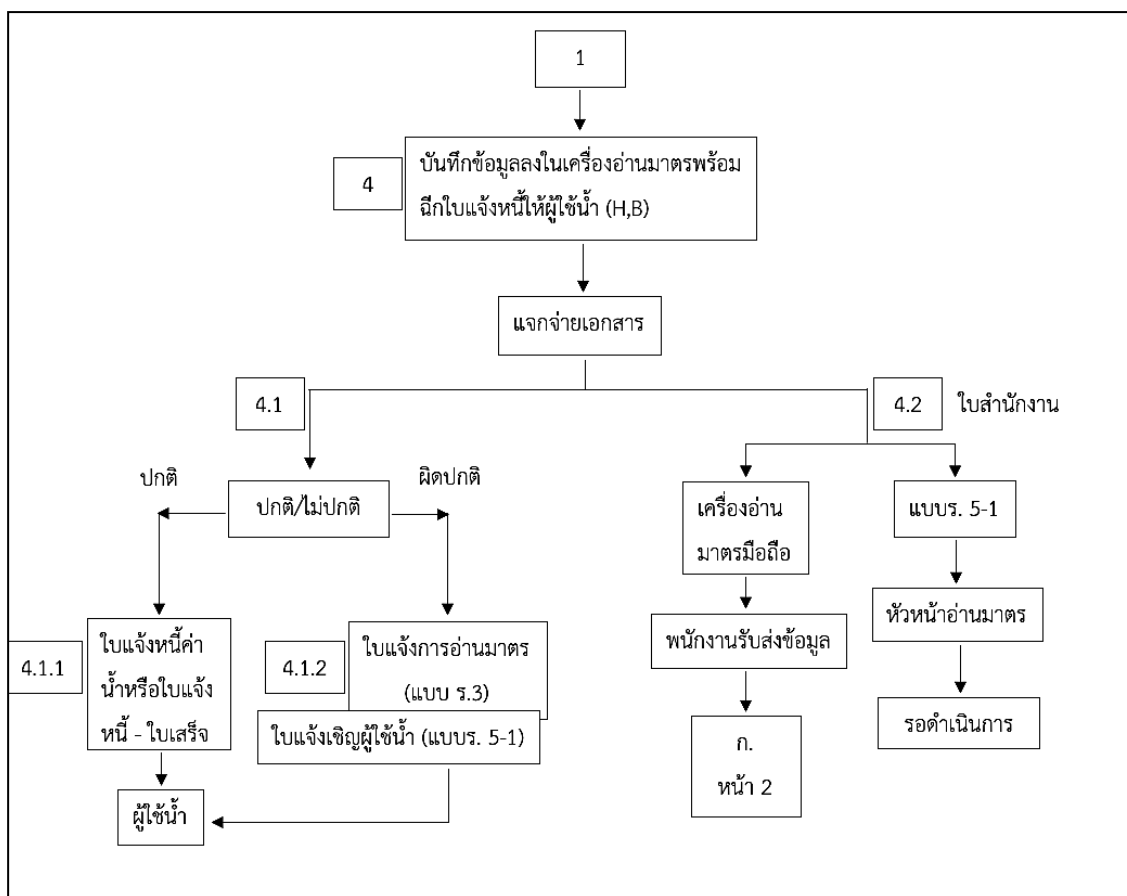 1
4
บันทึกข้อมูลลงในเครื่องอ่านมาตรพร้อม
ฉีกใบแจ้งหนี้ให้ผู้ใช้น้ำ (H,B)
แจกจ่ายเอกสาร
4.1
4.2
ใบสำนักงาน
ปกติ
ผิดปกติ
ปกติ/ไม่ปกติ
เครื่องอ่าน
มาตรมือถือ
แบบร. 5-1
4.1.1
ใบแจ้งหนี้ค่า
น้ำหรือใบแจ้ง
หนี้ - ใบเสร็จ
4.1.2
ใบแจ้งการอ่านมาตร
(แบบ ร.3)
ใบแจ้งเชิญผู้ใช้น้ำ (แบบร. 5-1)
พนักงานรับส่งข้อมูล
หัวหน้าอ่านมาตร
ก.
หน้า 2
รอดำเนินการ
ผู้ใช้น้ำ